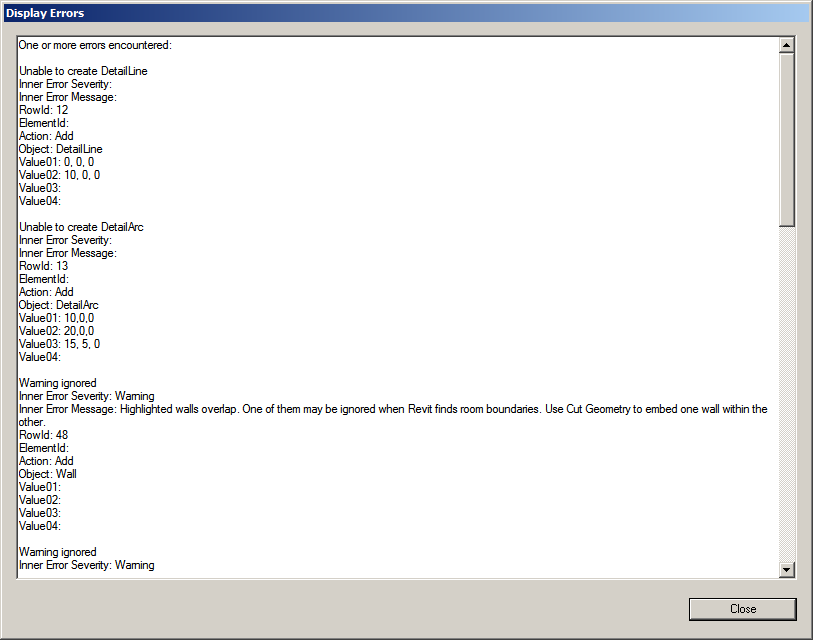 Display Errors
One or more errors encountered:
Unable to create DetailLine
Inner Error Severity:
Inner Error Message:
RowId: 12
ElementId:
Action: Add
Object: DetailLine
Value01: 0, 0, 0
Value02: 10, 0, 0
Value03:
Value04:
Unable to create DetailArc
Inner Error Severity:
Inner Error Message:
RowId: 13
ElementId:
Action: Add
Object: DetailArc
Value01: 10,0,0
Value02: 20,0,0
Value03: 15, 5, 0
Value04:
Warning ignored
Inner Error Severity: Warning
Inner Error Message: Highlighted walls overlap. One of them may be ignored when Revit finds room boundaries. Use Cut Geometry to embed one wall within the
other.
RowId: 48
ElementId:
Action: Add
Object: Wall
Value01:
Value02:
Value03:
Value04:
Warning ignored
Inner Error Severity: Warning
Close